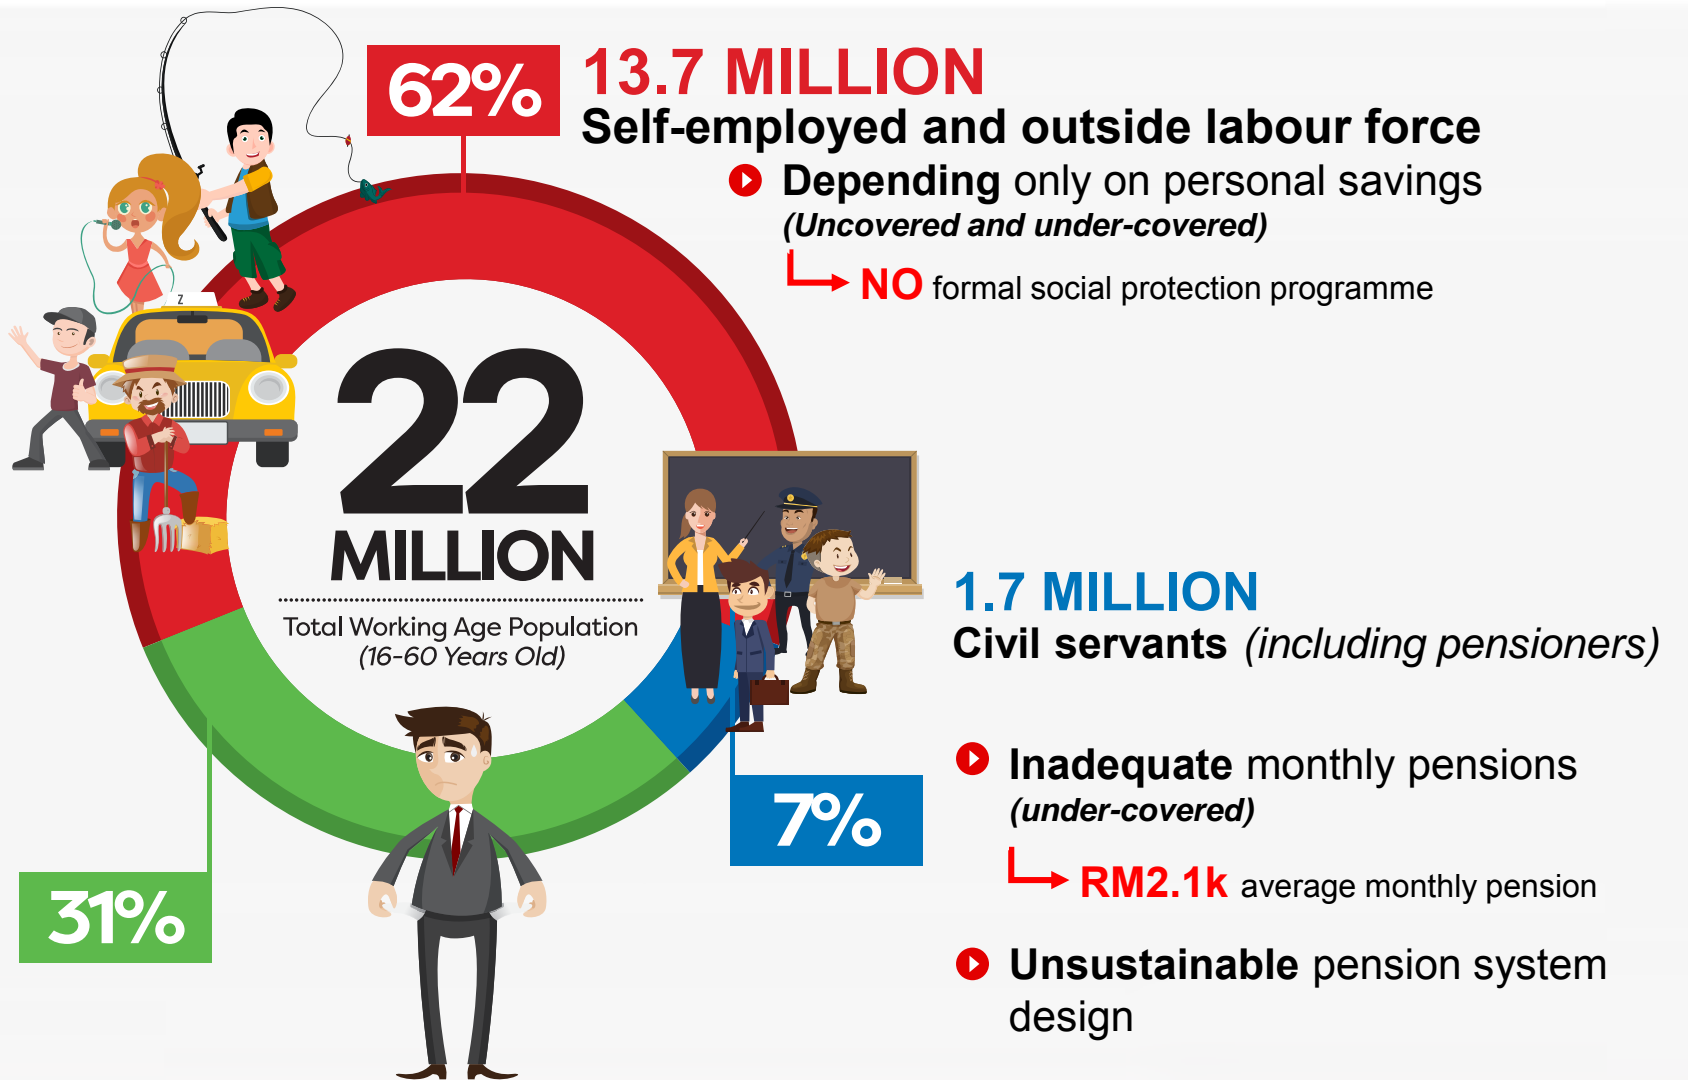 62%
13.7 MILLION
Self-employed and outside labour force
Depending only on personal savings
(Uncovered and under-covered)
NO formal social protection programme
Z
22
MILLION
Total Working Age Population
(16-60 Years Old)
1.7 MILLION
Civil servants (including pensioners)
Inadequate monthly pensions
(under-covered)
7%
RM2.1k average monthly pension
31%
Unsustainable pension system
design